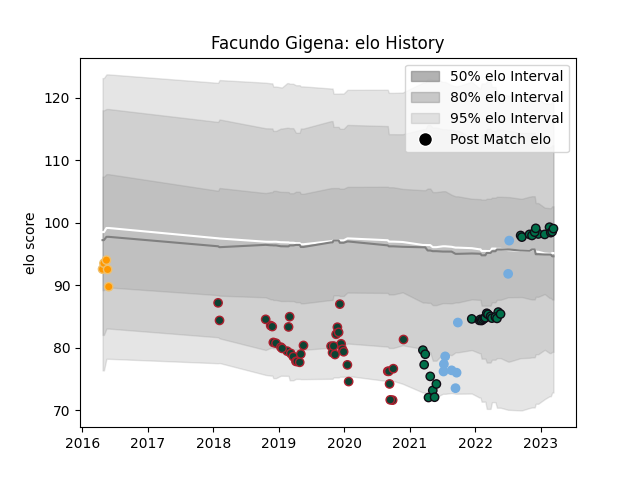 Facundo Gigena: elo History
50% elo Interval
80% elo Interval
95% elo Interval
Post Match elo
elo score
120
110
100
90
80
70
2016 2017 2018 2019 2020 2021 2022 2023